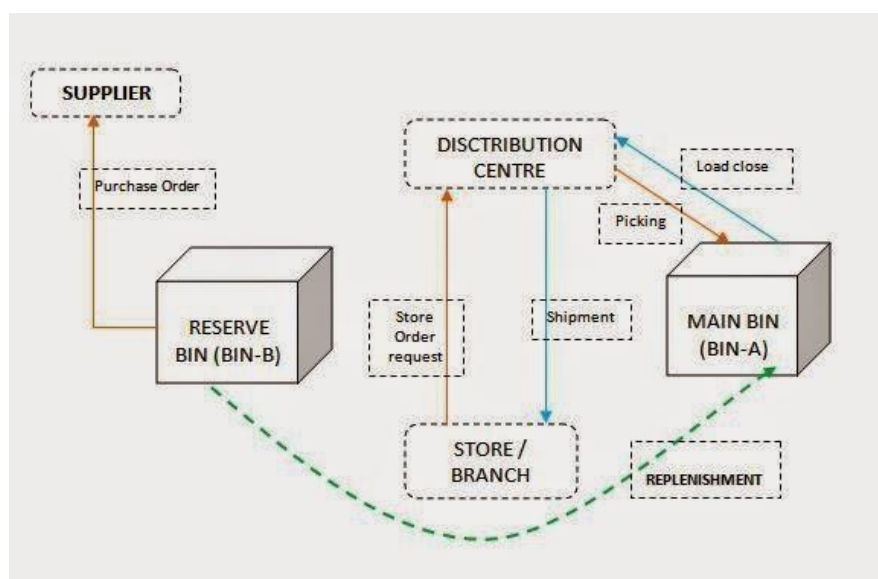 SUPPLIER
Purchase Order
RESERVE
BIN (BIN-B)
DISCTRIBUTION
CENTRE
Load close
Picking
MAIN BIN
(BIN-A)
Store
Order
request
Shipment
STORE /
BRANCH
REPLENISHMENT